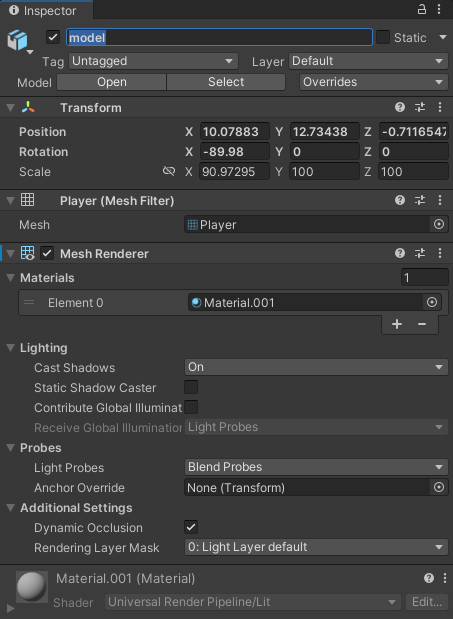 Inspector
model
Static
Tag Untagged Layer Default
Model Open Select Overrides
Transform
Position X 10.07883 Y 12.73438 Z -0.7116547
Rotation X -89.98 Y 0 Z 0
Scale X 90.97295 Y 100 Z 100
Player (Mesh Filter)
Mesh Player
Mesh Renderer
Materials 1
Element 0 Material.001
Lighting
Cast Shadows On
Static Shadow Caster
Contribute Global Illuminat
Receive Global Illumination Light Probes
Probes
Light Probes Blend Probes
Anchor Override None (Transform)
Additional Settings
Dynamic Occlusion
Rendering Layer Mask 0: Light Layer default
Material.001 (Material)
Shader Universal Render Pipeline/Lit Edit...